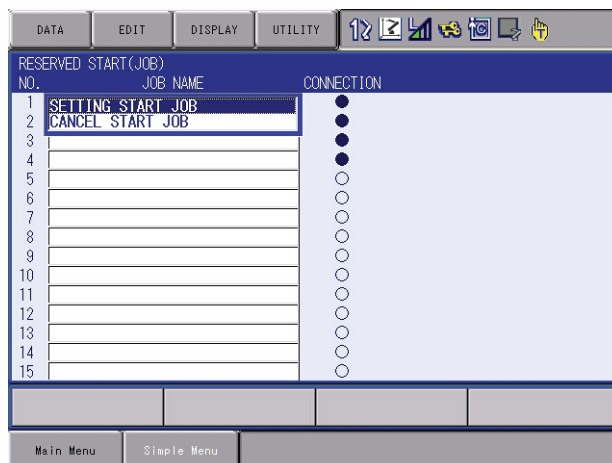 DATA EDIT DISPLAY UTILITY
RESERVED START(JOB)
NO. JOB NAME CONNECTION
1 SETTING START JOB
2 CANCEL START JOB
3
4
5
6
7
8
9
10
11
12
13
14
15
Main Menu Simple Menu